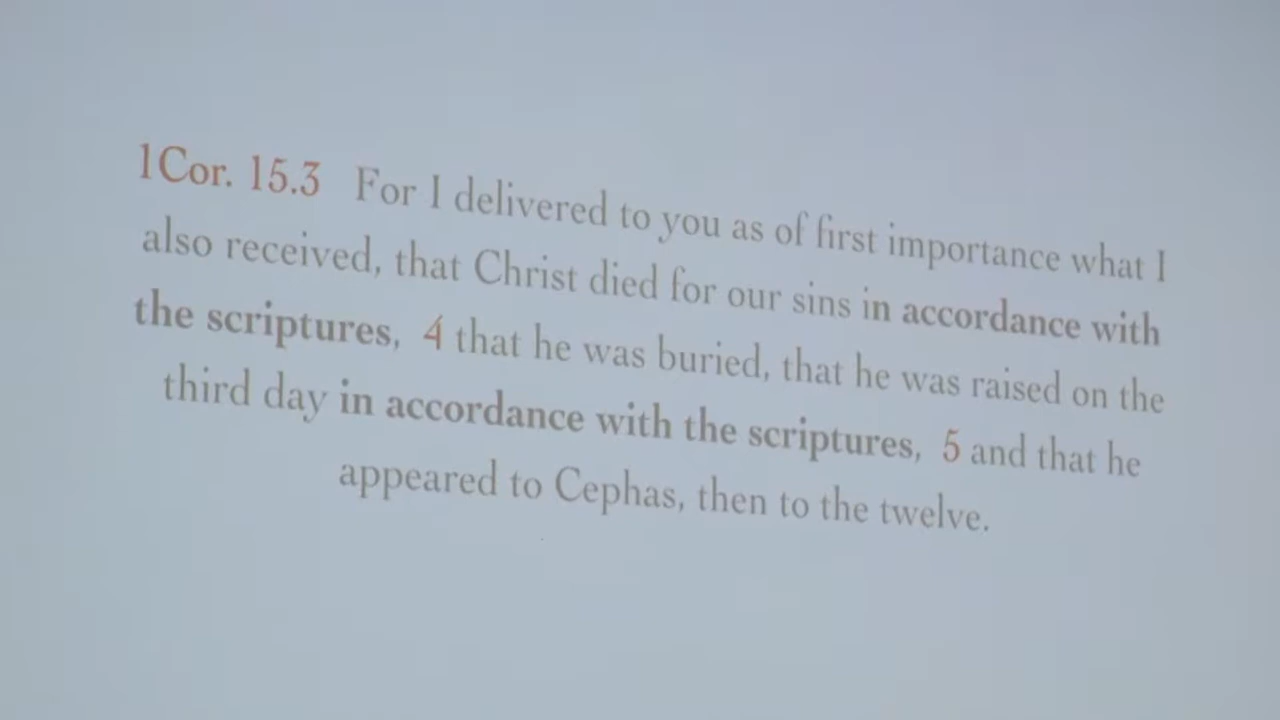 1Cor. 15.3 For I delivered to you as of first importance what I
also received, that Christ died for our sins in accordance with
the scriptures, 4 that he was buried, that he was raised on the
third day in accordance with the scriptures, 5 and that he
appeared to Cephas, then to the twelve.